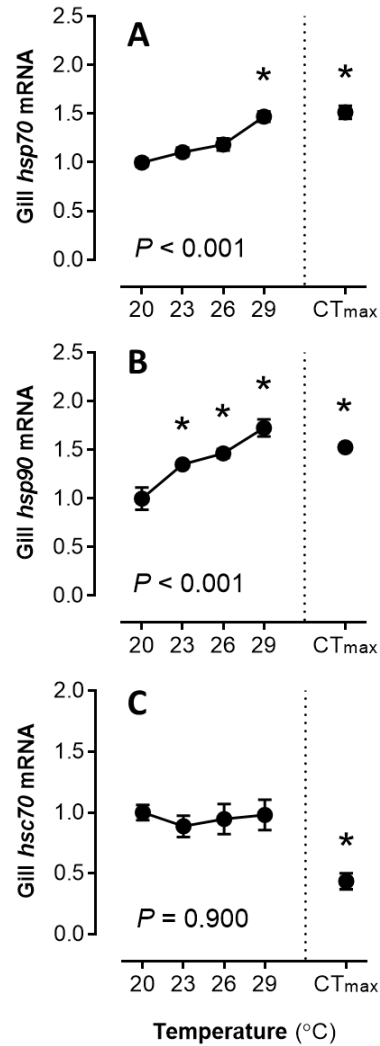 A
Gill hsp70 mRNA
2.5
2.0
1.5
1.0
0.5
0.0
* *
P < 0.001
20 23 26 29 CTmax
B
Gill hsp90 mRNA
2.5
2.0
1.5
1.0
0.5
0.0
* * * *
P < 0.001
20 23 26 29 CTmax
C
Gill hsc70 mRNA
2.0
1.5
1.0
0.5
0.0
*
P = 0.900
20 23 26 29 CTmax
Temperature (°C)